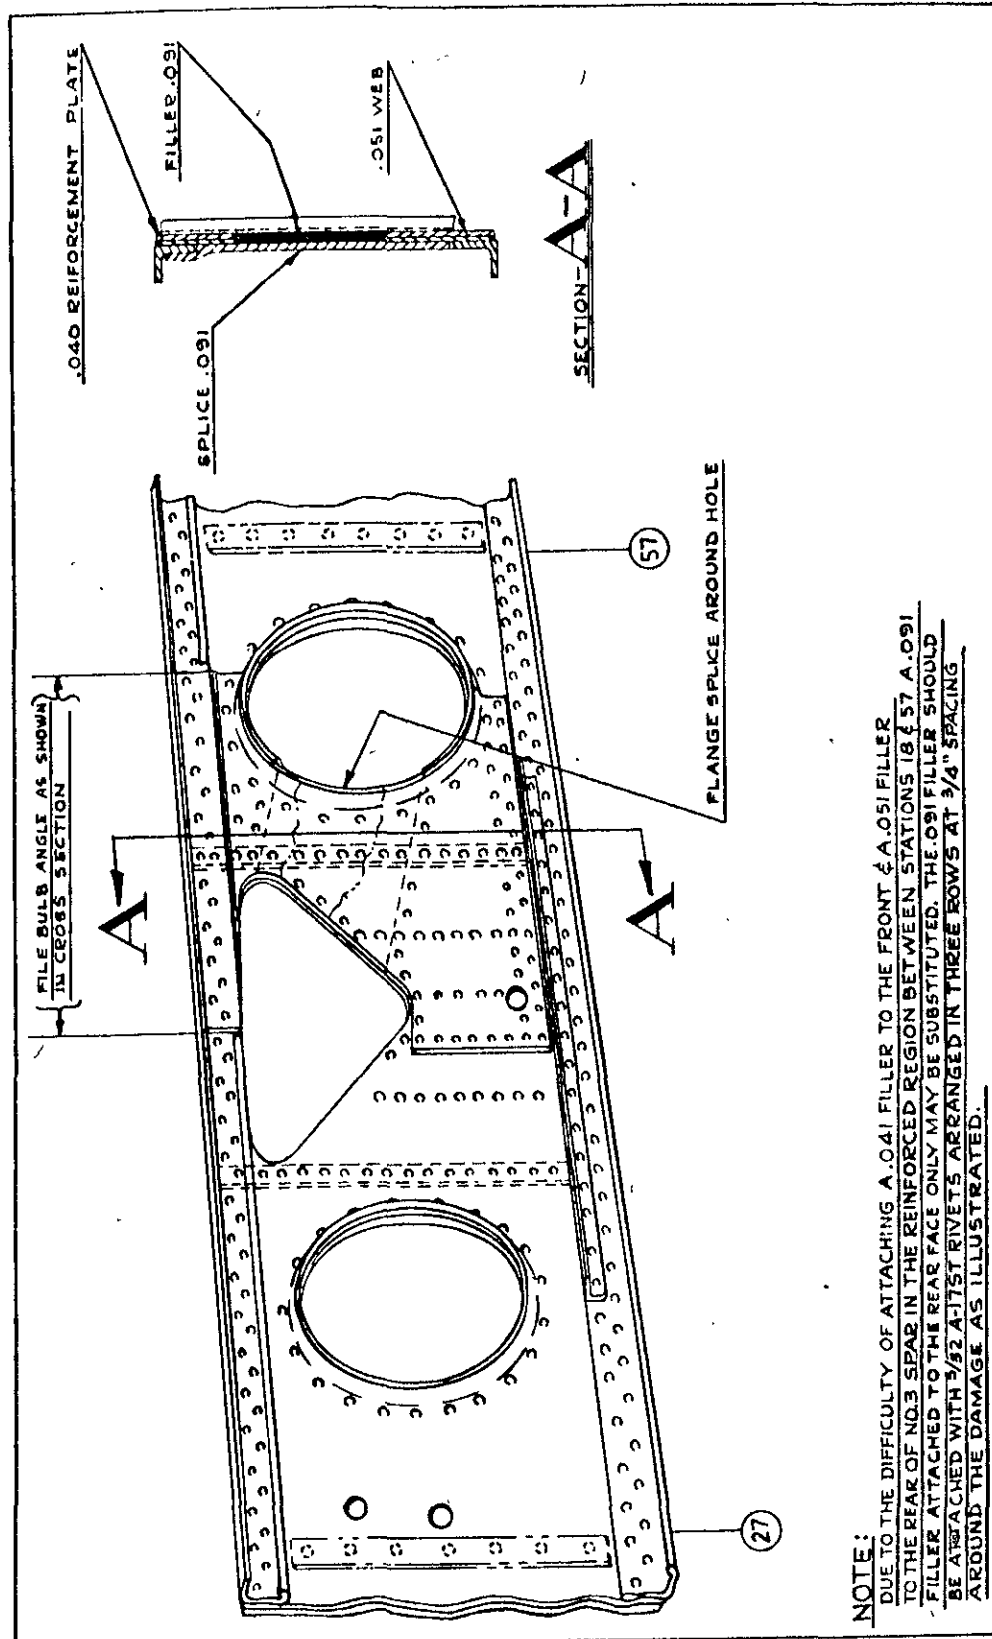 .040 REIFORCEMENT PLATE
FILLER .091
.051 WEB
SPLICE .091
SECTION-A-A
FILE BULB ANGLE AS SHOWN
IN CROSS SECTION
A
A
57
FLANGE SPLICE AROUND HOLE
27
NOTE:
DUE TO THE DIFFICULTY OF ATTACHING A .041 FILLER TO THE FRONT & A .051 FILLER
TO THE REAR OF NO.3 SPAR IN THE REINFORCED REGION BETWEEN STATIONS 18 & 57 A .091
FILLER ATTACHED TO THE REAR FACE ONLY MAY BE SUBSTITUTED. THE .091 FILLER SHOULD
BE ATTACHED WITH 5/32 A-17ST RIVETS ARRANGED IN THREE ROWS AT 3/4" SPACING
AROUND THE DAMAGE AS ILLUSTRATED.